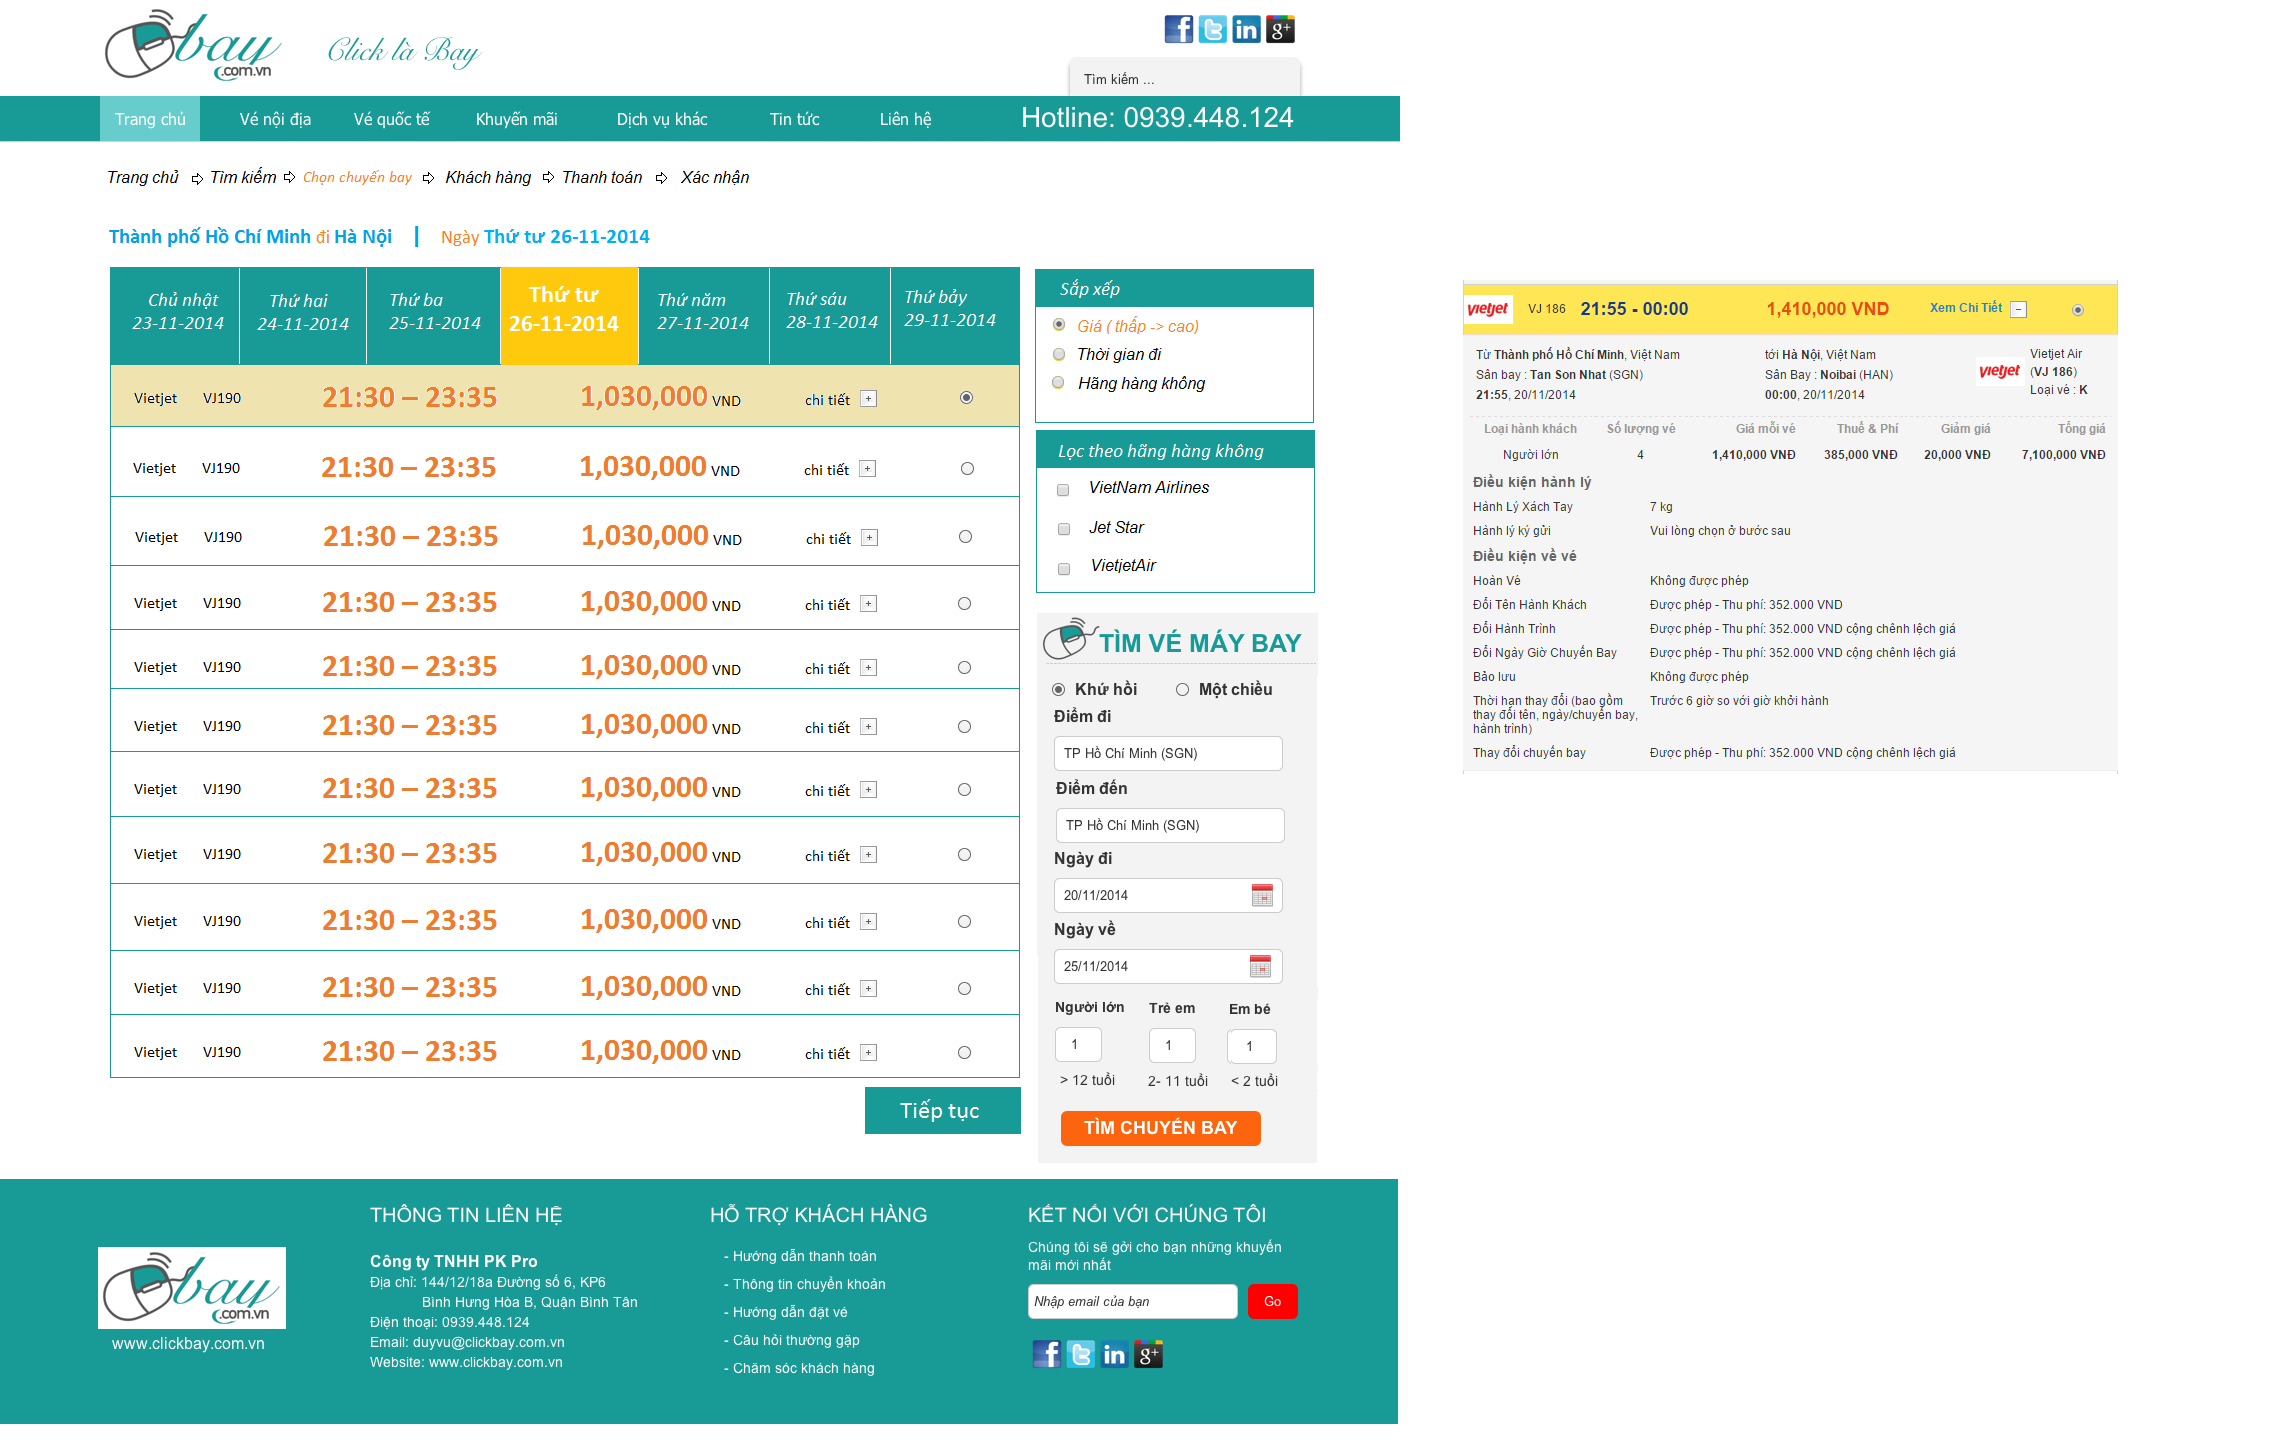 bay
.com.vn
Click là Bay
Tìm kiếm ...
Trang chủ Vé nội địa Vé quốc tế Khuyến mãi Dịch vụ khác Tin tức Liên hệ Hotline: 0939.448.124
Trang chủ Tìm kiếm Chọn chuyến bay Khách hàng Thanh toán Xác nhận
Thành phố Hồ Chí Minh đi Hà Nội | Ngày Thứ tư 26-11-2014
Chủ nhật Thứ hai Thứ ba Thứ tư Thứ năm Thứ sáu Thứ bảy
23-11-2014 24-11-2014 25-11-2014 26-11-2014 27-11-2014 28-11-2014 29-11-2014
Vietjet VJ190 21:30 – 23:35 1,030,000 VND chi tiết
Vietjet VJ190 21:30 – 23:35 1,030,000 VND chi tiết
Vietjet VJ190 21:30 – 23:35 1,030,000 VND chi tiết
Vietjet VJ190 21:30 – 23:35 1,030,000 VND chi tiết
Vietjet VJ190 21:30 – 23:35 1,030,000 VND chi tiết
Vietjet VJ190 21:30 – 23:35 1,030,000 VND chi tiết
Vietjet VJ190 21:30 – 23:35 1,030,000 VND chi tiết
Vietjet VJ190 21:30 – 23:35 1,030,000 VND chi tiết
Vietjet VJ190 21:30 – 23:35 1,030,000 VND chi tiết
Vietjet VJ190 21:30 – 23:35 1,030,000 VND chi tiết
Vietjet VJ190 21:30 – 23:35 1,030,000 VND chi tiết
Tiếp tục
Sắp xếp
Giá ( thấp -> cao)
Thời gian đi
Hãng hàng không
Lọc theo hãng hàng không
VietNam Airlines
Jet Star
VietjetAir
TÌM VÉ MÁY BAY
Khứ hồi Một chiều
Điểm đi
TP Hồ Chí Minh (SGN)
Điểm đến
TP Hồ Chí Minh (SGN)
Ngày đi
20/11/2014
Ngày về
25/11/2014
Người lớn Trẻ em Em bé
1 1 1
> 12 tuổi 2- 11 tuổi < 2 tuổi
TÌM CHUYẾN BAY
vietjet VJ 186 21:55 - 00:00 1,410,000 VND Xem Chi Tiết
Từ Thành phố Hồ Chí Minh, Việt Nam tới Hà Nội, Việt Nam vietjet Vietjet Air
Sân bay : Tan Son Nhat (SGN) Sân Bay : Noibai (HAN) (VJ 186)
21:55, 20/11/2014 00:00, 20/11/2014 Loại vé : K
Loại hành khách Số lượng vé Giá mỗi vé Thuế & Phí Giảm giá Tổng giá
Người lớn 4 1,410,000 VNĐ 385,000 VNĐ 20,000 VNĐ 7,100,000 VNĐ
Điều kiện hành lý
Hành Lý Xách Tay 7 kg
Hành lý ký gửi Vui lòng chọn ở bước sau
Điều kiện về vé
Hoàn Vé Không được phép
Đổi Tên Hành Khách Được phép - Thu phí: 352.000 VND
Đổi Hành Trình Được phép - Thu phí: 352.000 VND cộng chênh lệch giá
Đổi Ngày Giờ Chuyến Bay Được phép - Thu phí: 352.000 VND cộng chênh lệch giá
Bảo lưu Không được phép
Thời hạn thay đổi (bao gồm Trước 6 giờ so với giờ khởi hành
thay đổi tên, ngày/chuyến bay,
hành trình)
Thay đổi chuyến bay Được phép - Thu phí: 352.000 VND cộng chênh lệch giá
bay
.com.vn
www.clickbay.com.vn
THÔNG TIN LIÊN HỆ
Công ty TNHH PK Pro
Địa chỉ: 144/12/18a Đường số 6, KP6
Bình Hưng Hòa B, Quận Bình Tân
Điện thoại: 0939.448.124
Email: duyvu@clickbay.com.vn
Website: www.clickbay.com.vn
HỖ TRỢ KHÁCH HÀNG
- Hướng dẫn thanh toán
- Thông tin chuyển khoản
- Hướng dẫn đặt vé
- Câu hỏi thường gặp
- Chăm sóc khách hàng
KẾT NỐI VỚI CHÚNG TÔI
Chúng tôi sẽ gởi cho bạn những khuyến
mãi mới nhất
Nhập email của bạn Go